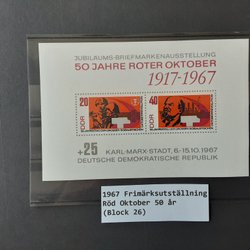 JUBILÄUMS-BRIEFMARKENAUSSTELLUNG
50 JAHRE ROTER OKTOBER
1917-1967
20
40
DDR
DDR
+25
KARL-MARX-STADT, 6.-15.10.1967
DEUTSCHE DEMOKRATISCHE REPUBLIK
1967 Frimärksutställning
Röd Oktober 50 år
(Block 26)